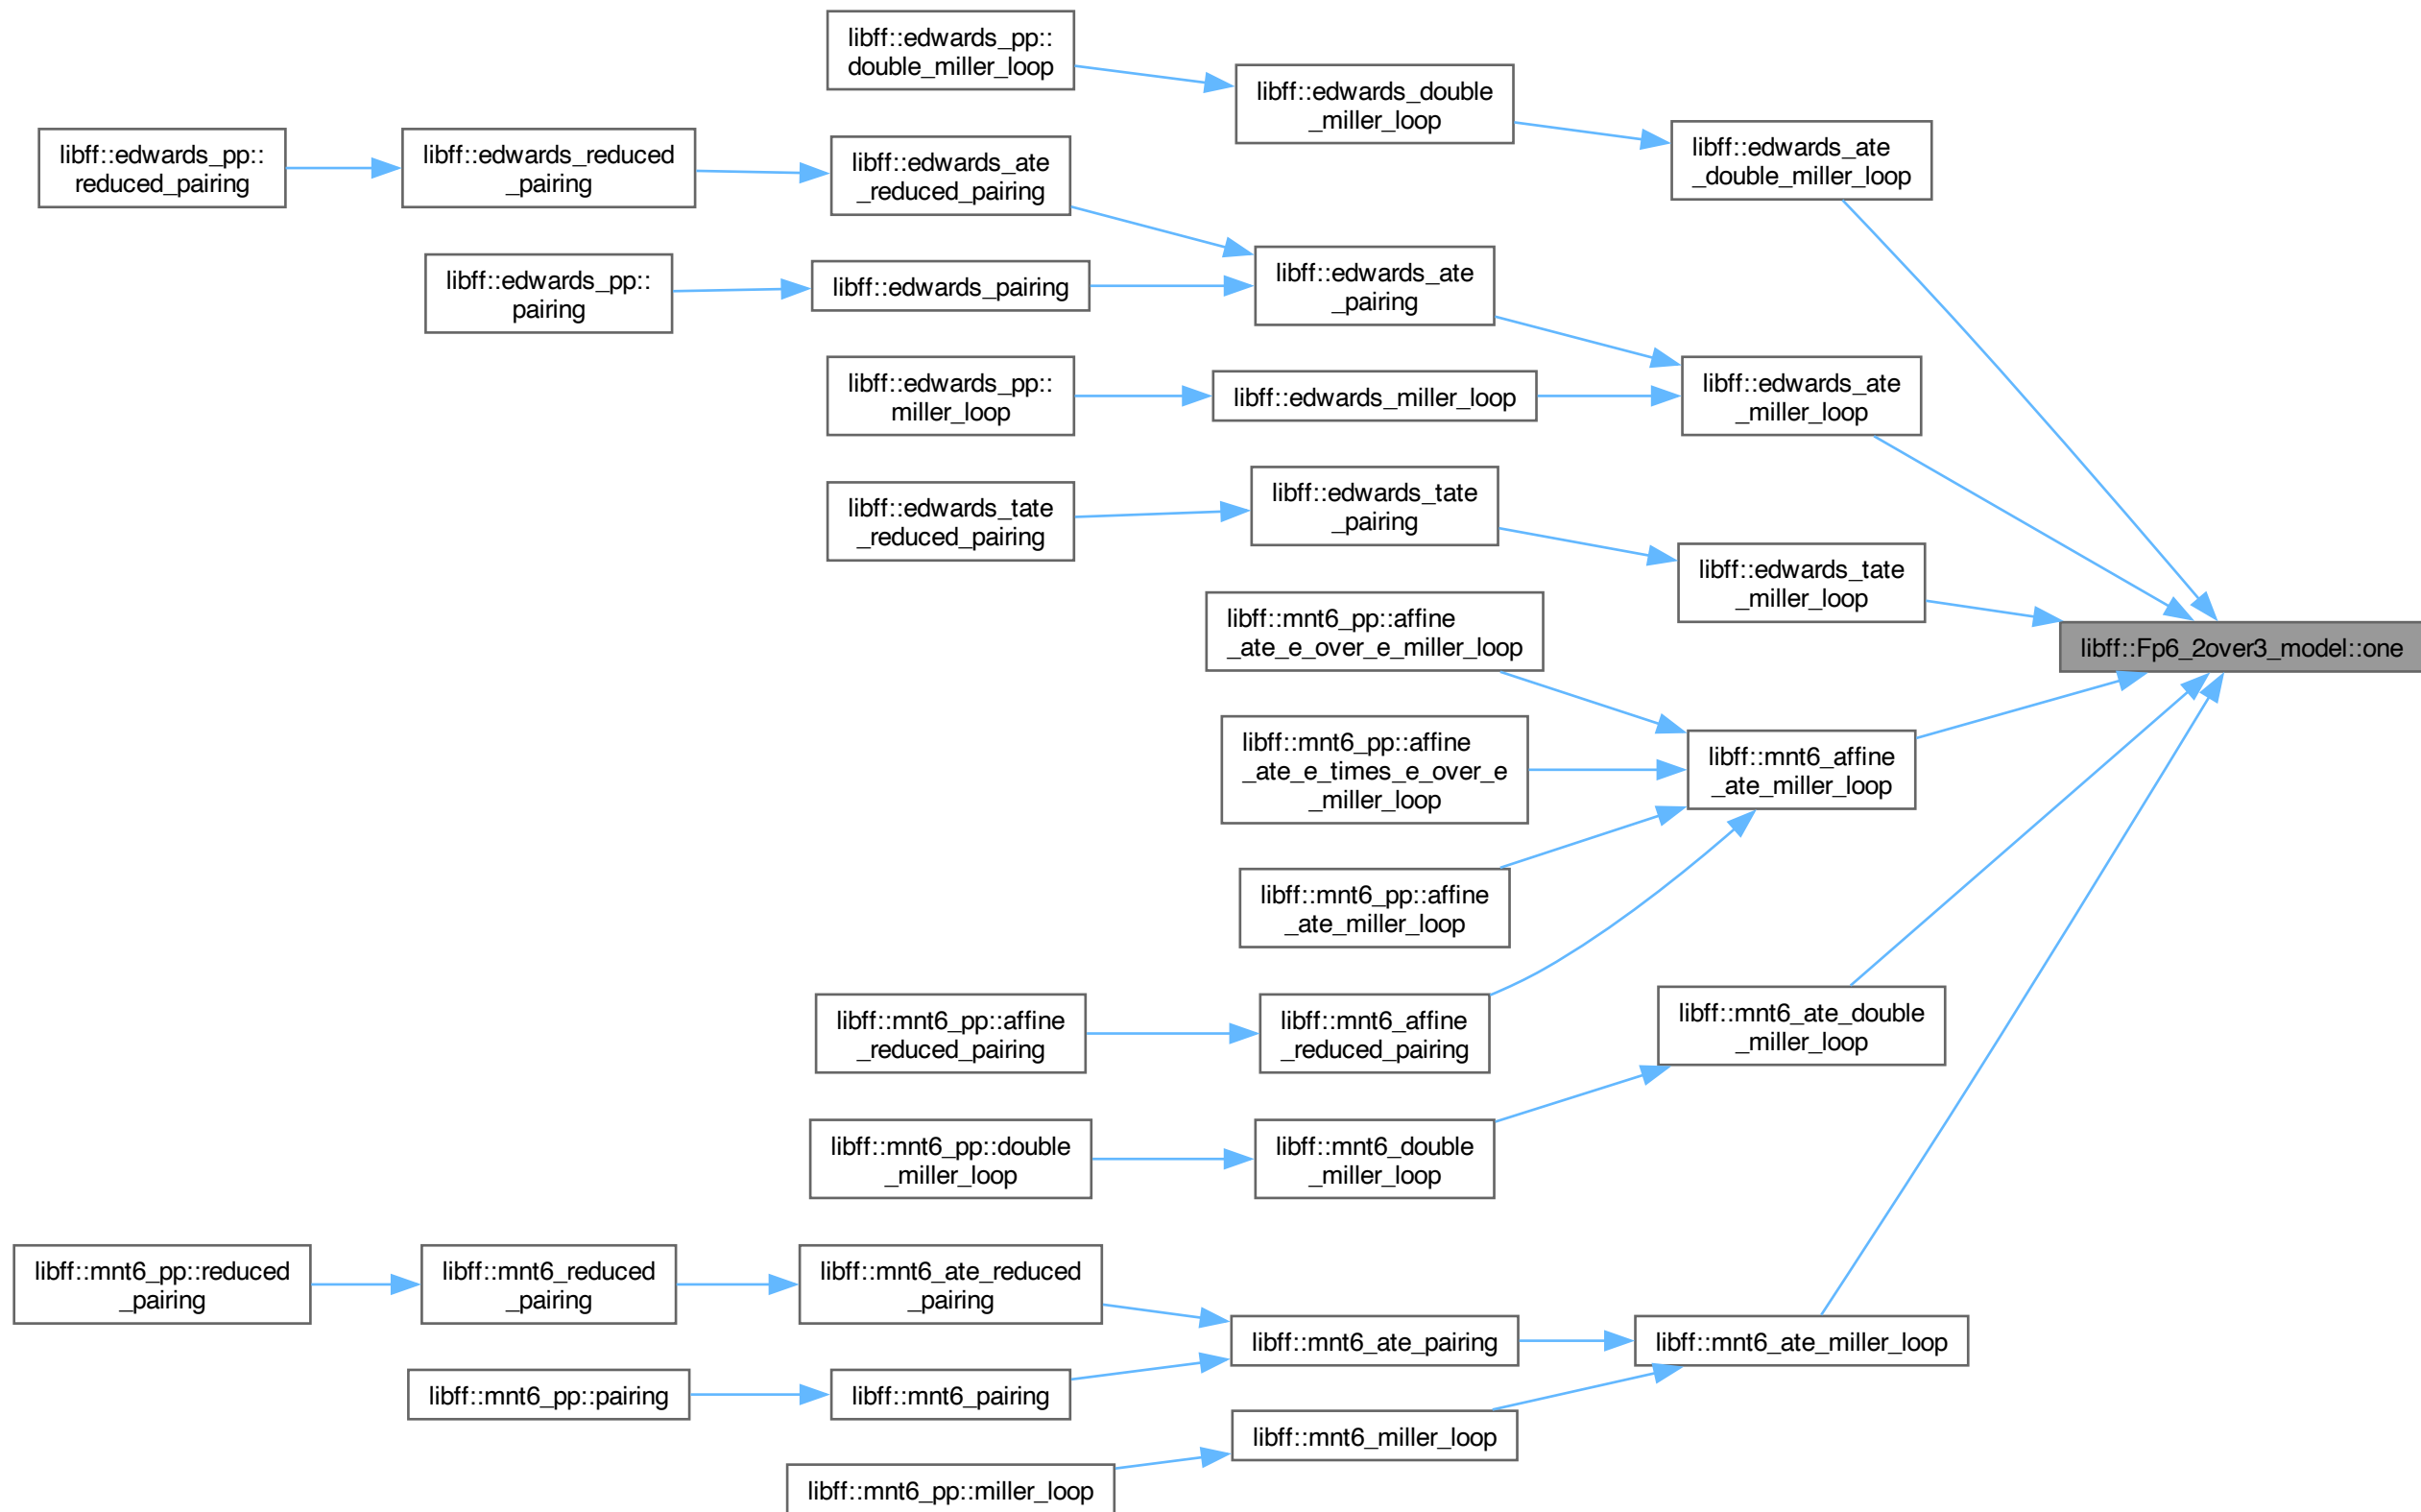 libff::edwards_pp::
double_miller_loop
libff::edwards_double
_miller_loop
libff::edwards_ate
_double_miller_loop
libff::edwards_pp::
reduced_pairing
libff::edwards_reduced
_pairing
libff::edwards_ate
_reduced_pairing
libff::edwards_pp::
pairing
libff::edwards_pairing
libff::edwards_ate
_pairing
libff::edwards_pp::
miller_loop
libff::edwards_miller_loop
libff::edwards_ate
_miller_loop
libff::edwards_tate
_reduced_pairing
libff::edwards_tate
_pairing
libff::edwards_tate
_miller_loop
libff::mnt6_pp::affine
_ate_e_over_e_miller_loop
libff::Fp6_2over3_model::one
libff::mnt6_pp::affine
_ate_e_times_e_over_e
_miller_loop
libff::mnt6_affine
_ate_miller_loop
libff::mnt6_pp::affine
_ate_miller_loop
libff::mnt6_pp::affine
_reduced_pairing
libff::mnt6_affine
_reduced_pairing
libff::mnt6_ate_double
_miller_loop
libff::mnt6_pp::double
_miller_loop
libff::mnt6_double
_miller_loop
libff::mnt6_pp::reduced
_pairing
libff::mnt6_reduced
_pairing
libff::mnt6_ate_reduced
_pairing
libff::mnt6_ate_pairing
libff::mnt6_ate_miller_loop
libff::mnt6_pp::pairing
libff::mnt6_pairing
libff::mnt6_miller_loop
libff::mnt6_pp::miller_loop